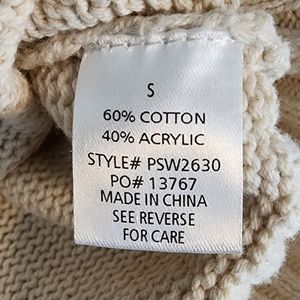 S
60% COTTON
40% ACRYLIC
STYLE# PSW2630
PO# 13767
MADE IN CHINA
SEE REVERSE
FOR CARE